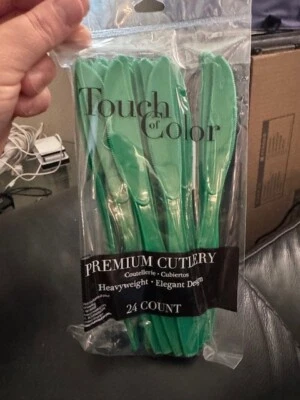 Touch
of
Color
PREMIUM CUTLERY
Coutellerie • Cubiertos
Heavyweight • Elegant Design
24 COUNT